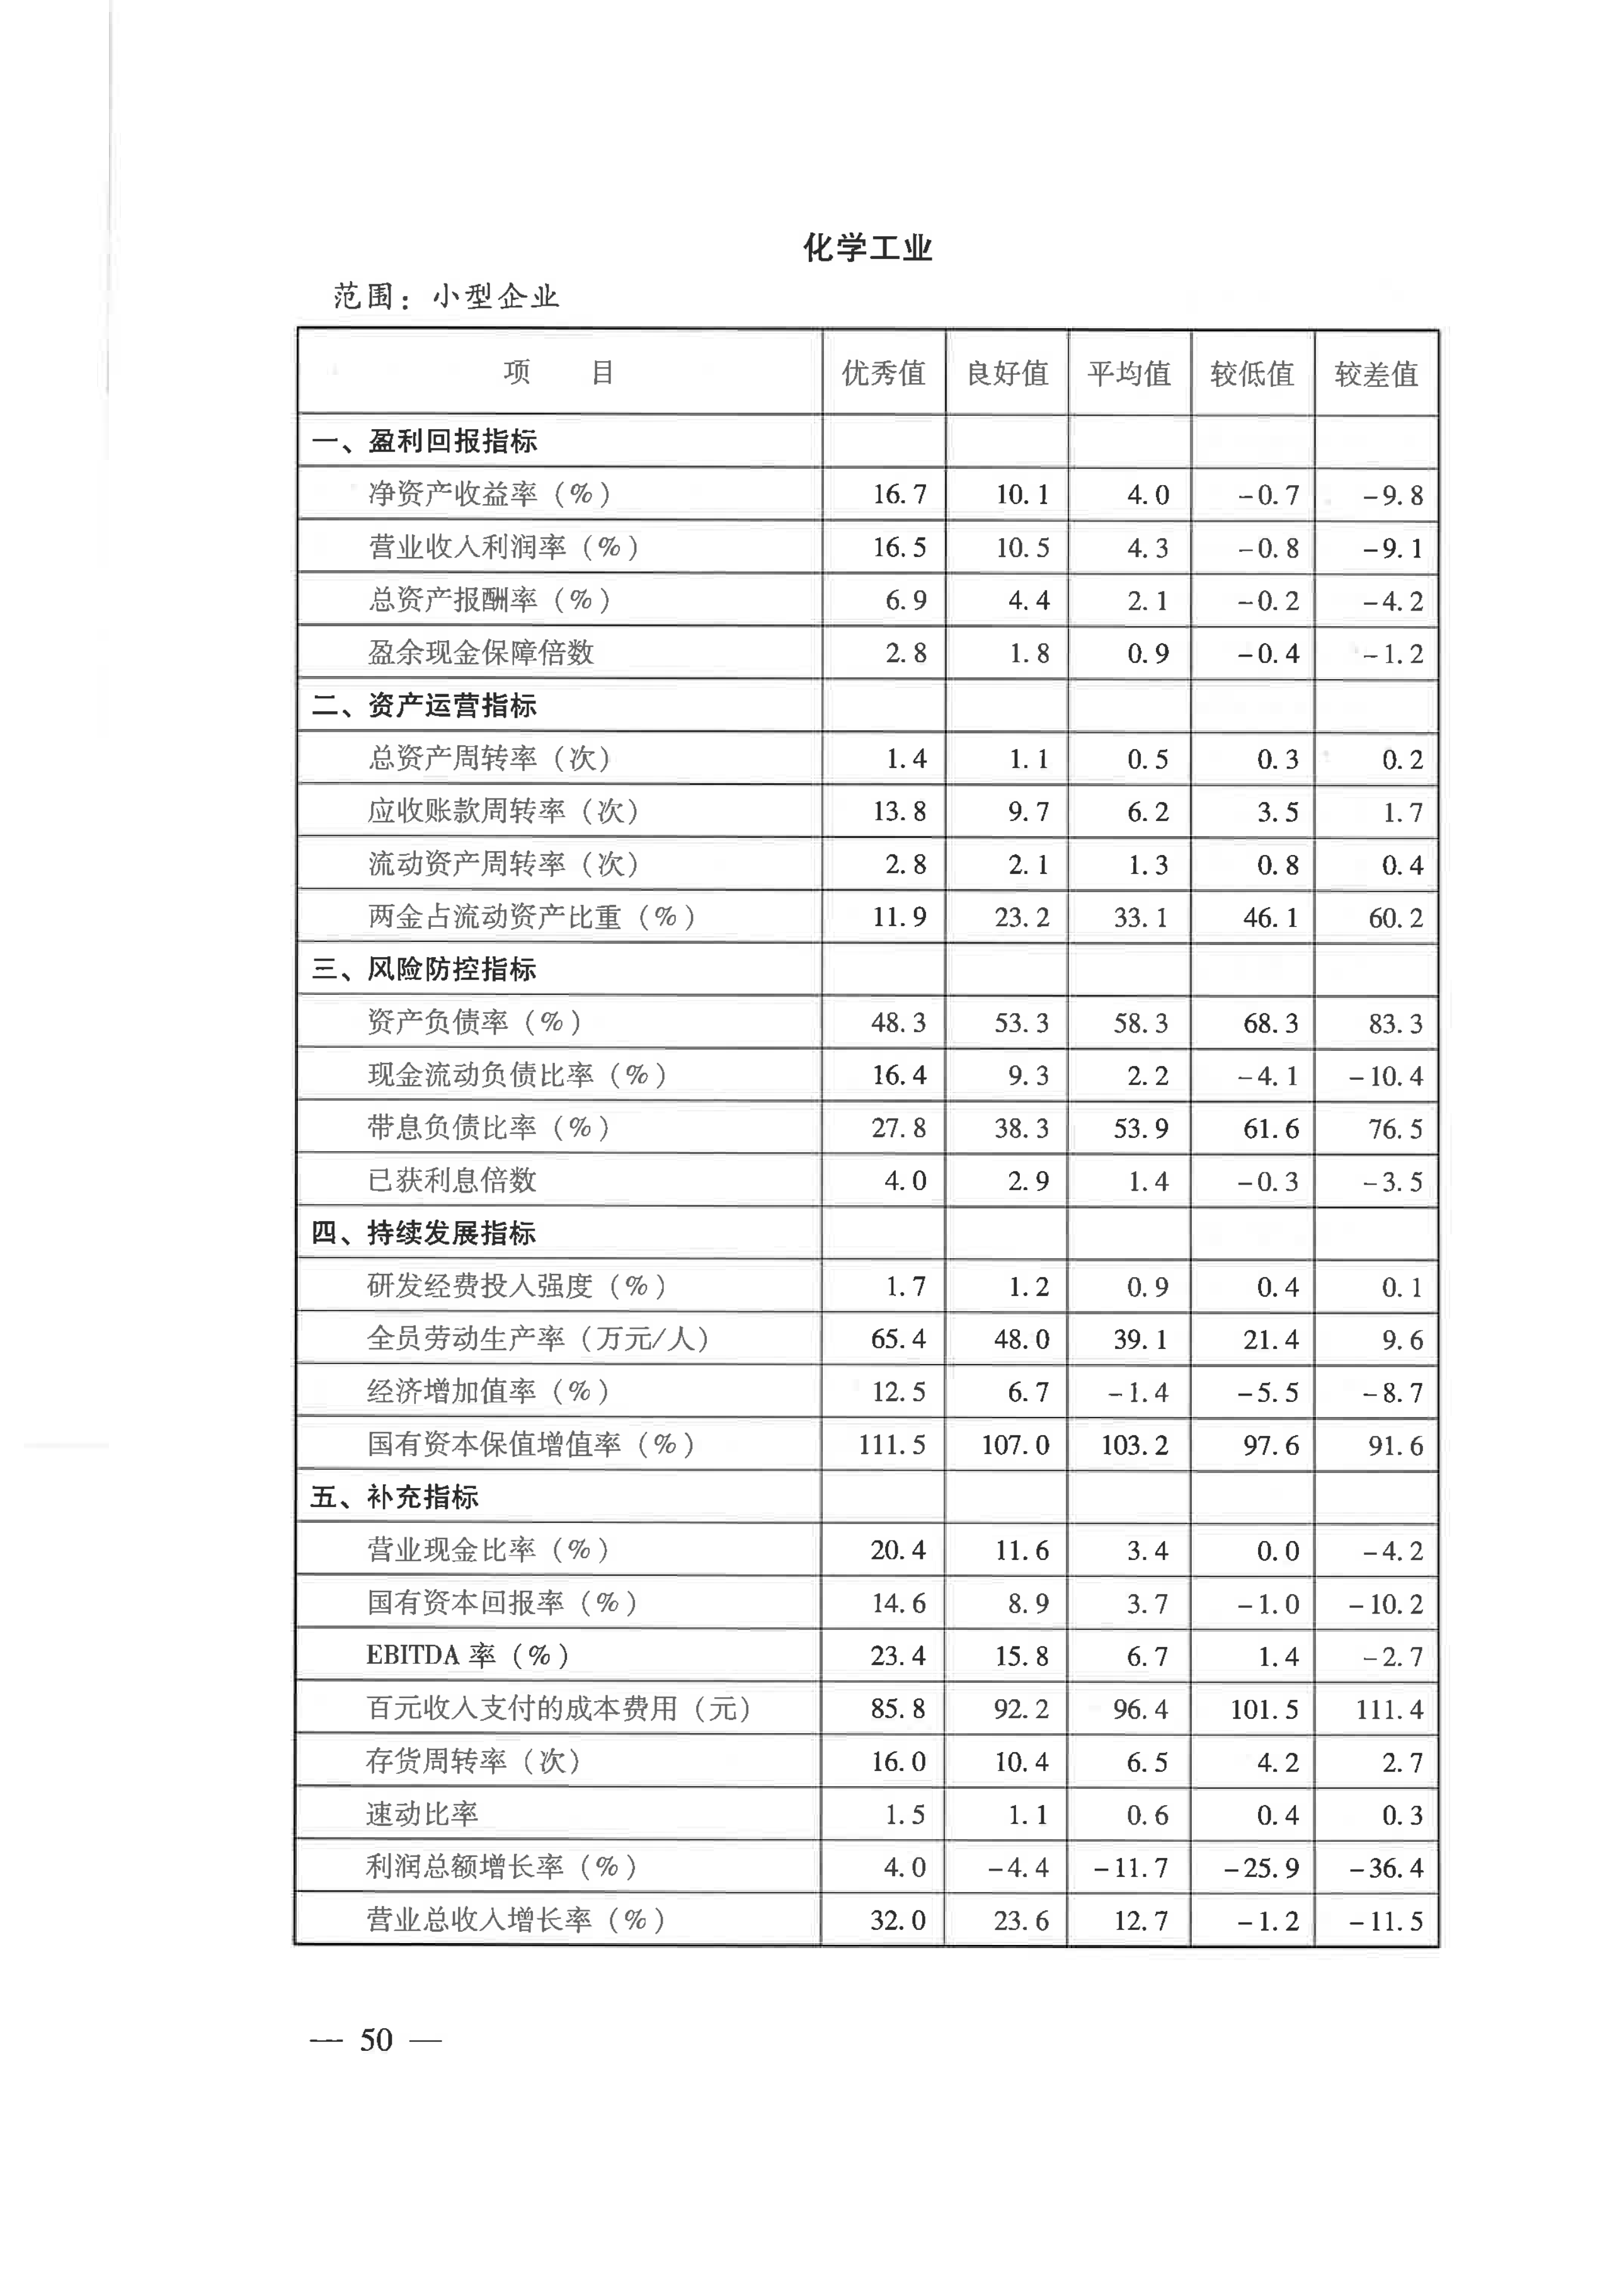 化学工业
范围：小型企业
项 目 优秀值 良好值 平均值 较低值 较差值
一、盈利回报指标
净资产收益率（%） 16.7 10.1 4.0 -0.7 -9.8
营业收入利润率（%） 16.5 10.5 4.3 -0.8 -9.1
总资产报酬率（%） 6.9 4.4 2.1 -0.2 -4.2
盈余现金保障倍数 2.8 1.8 0.9 -0.4 -1.2
二、资产运营指标
总资产周转率（次） 1.4 1.1 0.5 0.3 0.2
应收账款周转率（次） 13.8 9.7 6.2 3.5 1.7
流动资产周转率（次） 2.8 2.1 1.3 0.8 0.4
两金占流动资产比重（%） 11.9 23.2 33.1 46.1 60.2
三、风险防控指标
资产负债率（%） 48.3 53.3 58.3 68.3 83.3
现金流动负债比率（%） 16.4 9.3 2.2 -4.1 -10.4
带息负债比率（%） 27.8 38.3 53.9 61.6 76.5
已获利息倍数 4.0 2.9 1.4 -0.3 -3.5
四、持续发展指标
研发经费投入强度（%） 1.7 1.2 0.9 0.4 0.1
全员劳动生产率（万元/人） 65.4 48.0 39.1 21.4 9.6
经济增加值率（%） 12.5 6.7 -1.4 -5.5 -8.7
国有资本保值增值率（%） 111.5 107.0 103.2 97.6 91.6
五、补充指标
营业现金比率（%） 20.4 11.6 3.4 0.0 -4.2
国有资本回报率（%） 14.6 8.9 3.7 -1.0 -10.2
EBITDA 率（%） 23.4 15.8 6.7 1.4 -2.7
百元收入支付的成本费用（元） 85.8 92.2 96.4 101.5 111.4
存货周转率（次） 16.0 10.4 6.5 4.2 2.7
速动比率 1.5 1.1 0.6 0.4 0.3
利润总额增长率（%） 4.0 -4.4 -11.7 -25.9 -36.4
营业总收入增长率（%） 32.0 23.6 12.7 -1.2 -11.5
— 50 —